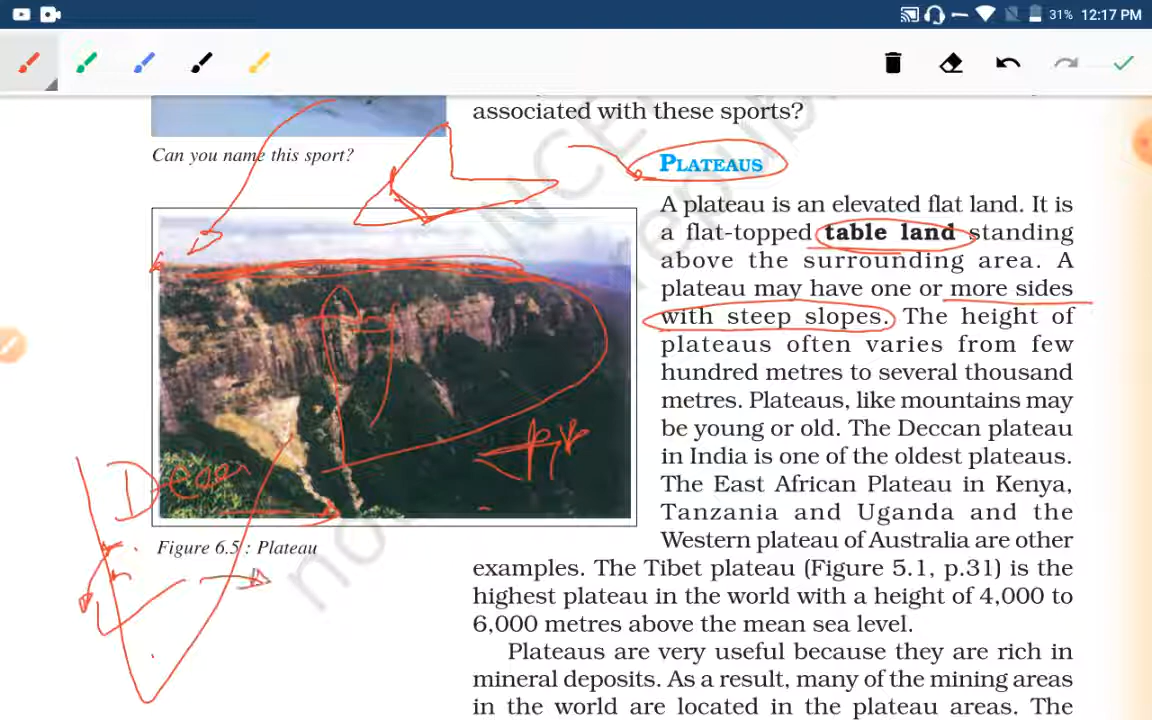 31% 12:17 PM
associated with these sports?
Can you name this sport?
PLATEAUS
A plateau is an elevated flat land. It is
a flat-topped table land standing
above the surrounding area. A
plateau may have one or more sides
with steep slopes. The height of
plateaus often varies from few
hundred metres to several thousand
metres. Plateaus, like mountains may
be young or old. The Deccan plateau
in India is one of the oldest plateaus.
The East African Plateau in Kenya,
Tanzania and Uganda and the
Western plateau of Australia are other
Figure 6.5 : Plateau
examples. The Tibet plateau (Figure 5.1, p.31) is the
highest plateau in the world with a height of 4,000 to
6,000 metres above the mean sea level.
Plateaus are very useful because they are rich in
mineral deposits. As a result, many of the mining areas
in the world are located in the plateau areas. The